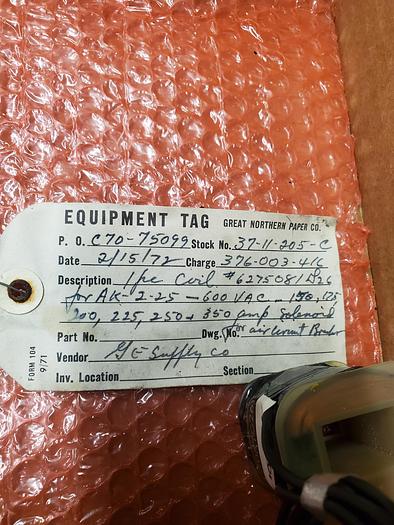 EQUIPMENT TAG GREAT NORTHERN PAPER CO.
P. O. C70-75099 Stock No. 37-11-205-C
Date 2/15/72 Charge 376-003-416
Description 1 pc Coil # 6275081
for AK-2-25 - 600 VAC 150, 175
200, 225, 250 + 350 amp Solenoid
Part No. Dwg. No. for air Circuit Breaker
Vendor GE Supply Co
Inv. Location Section
FORM 104
9/71